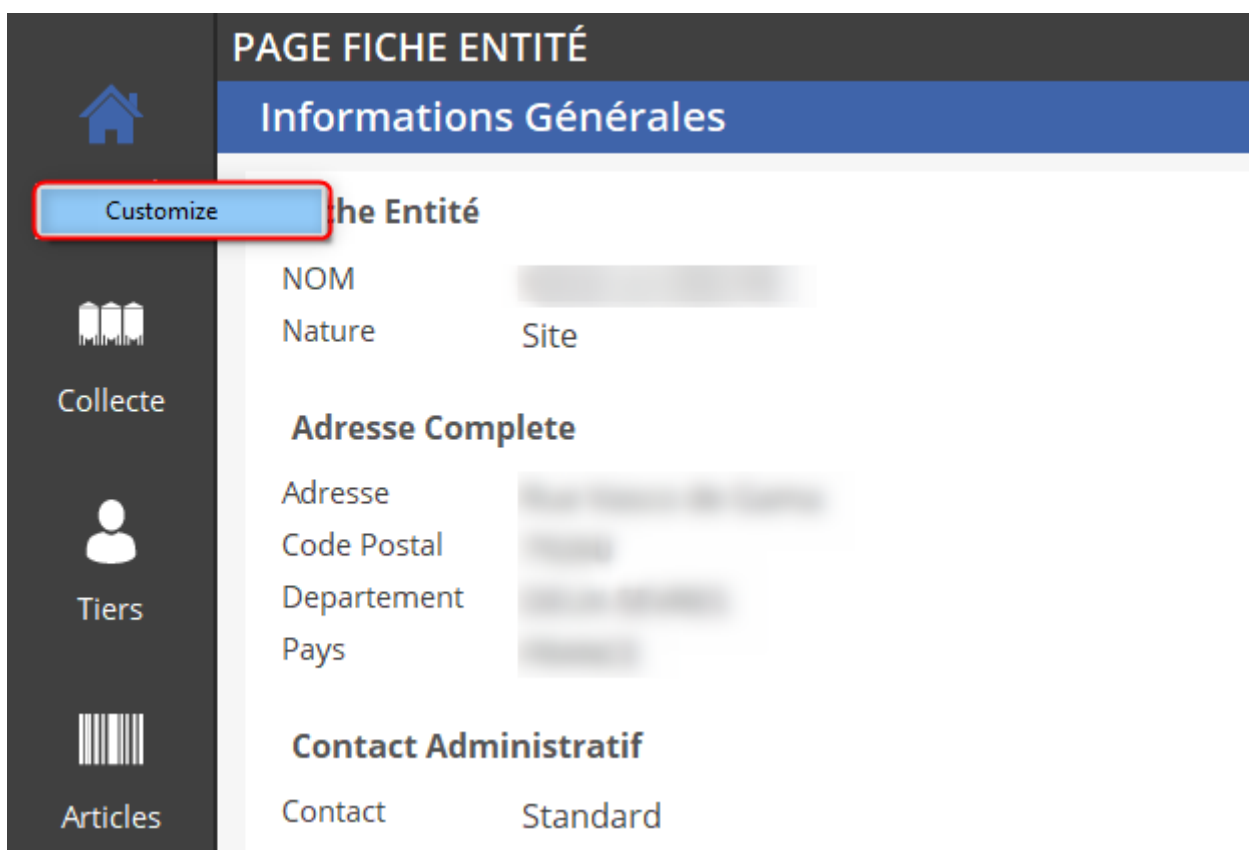 PAGE FICHE ENTITÉ
Informations Générales
Customize
he Entité
NOM
Nature Site
Collecte
Adresse Complete
Adresse
Code Postal
Tiers
Departement
Pays
Contact Administratif
Articles
Contact Standard